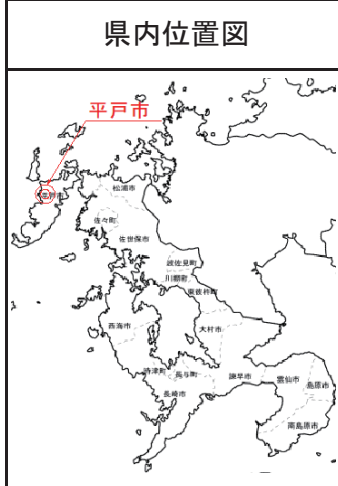 県内位置図
平戸市
平戸市
松浦市
佐々町
佐世保市
波佐見町
川棚町
東彼杵町
西海市
大村市
時津町
長与町
諫早市
雲仙市
島原市
長崎市
南島原市